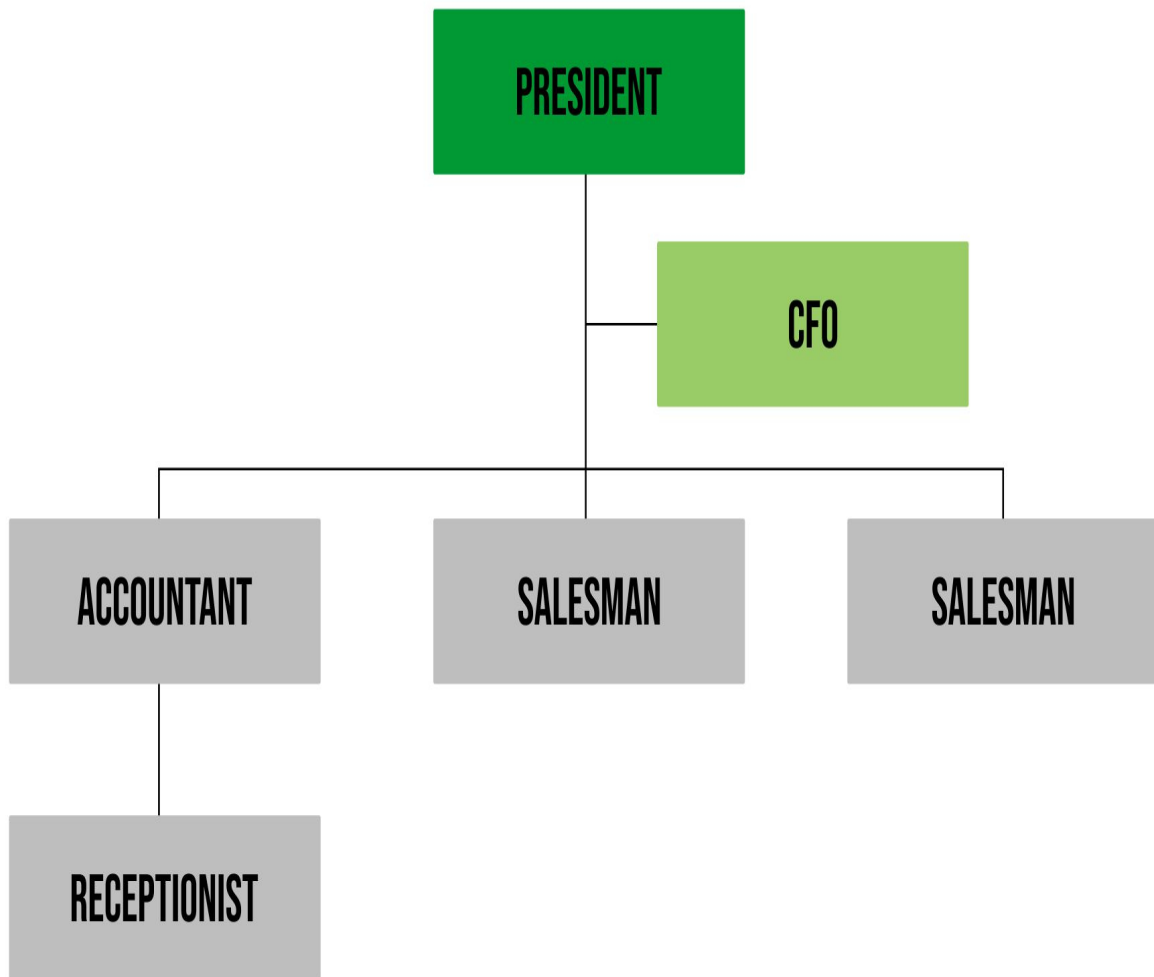 PRESIDENT
CFO
ACCOUNTANT
SALESMAN
SALESMAN
RECEPTIONIST